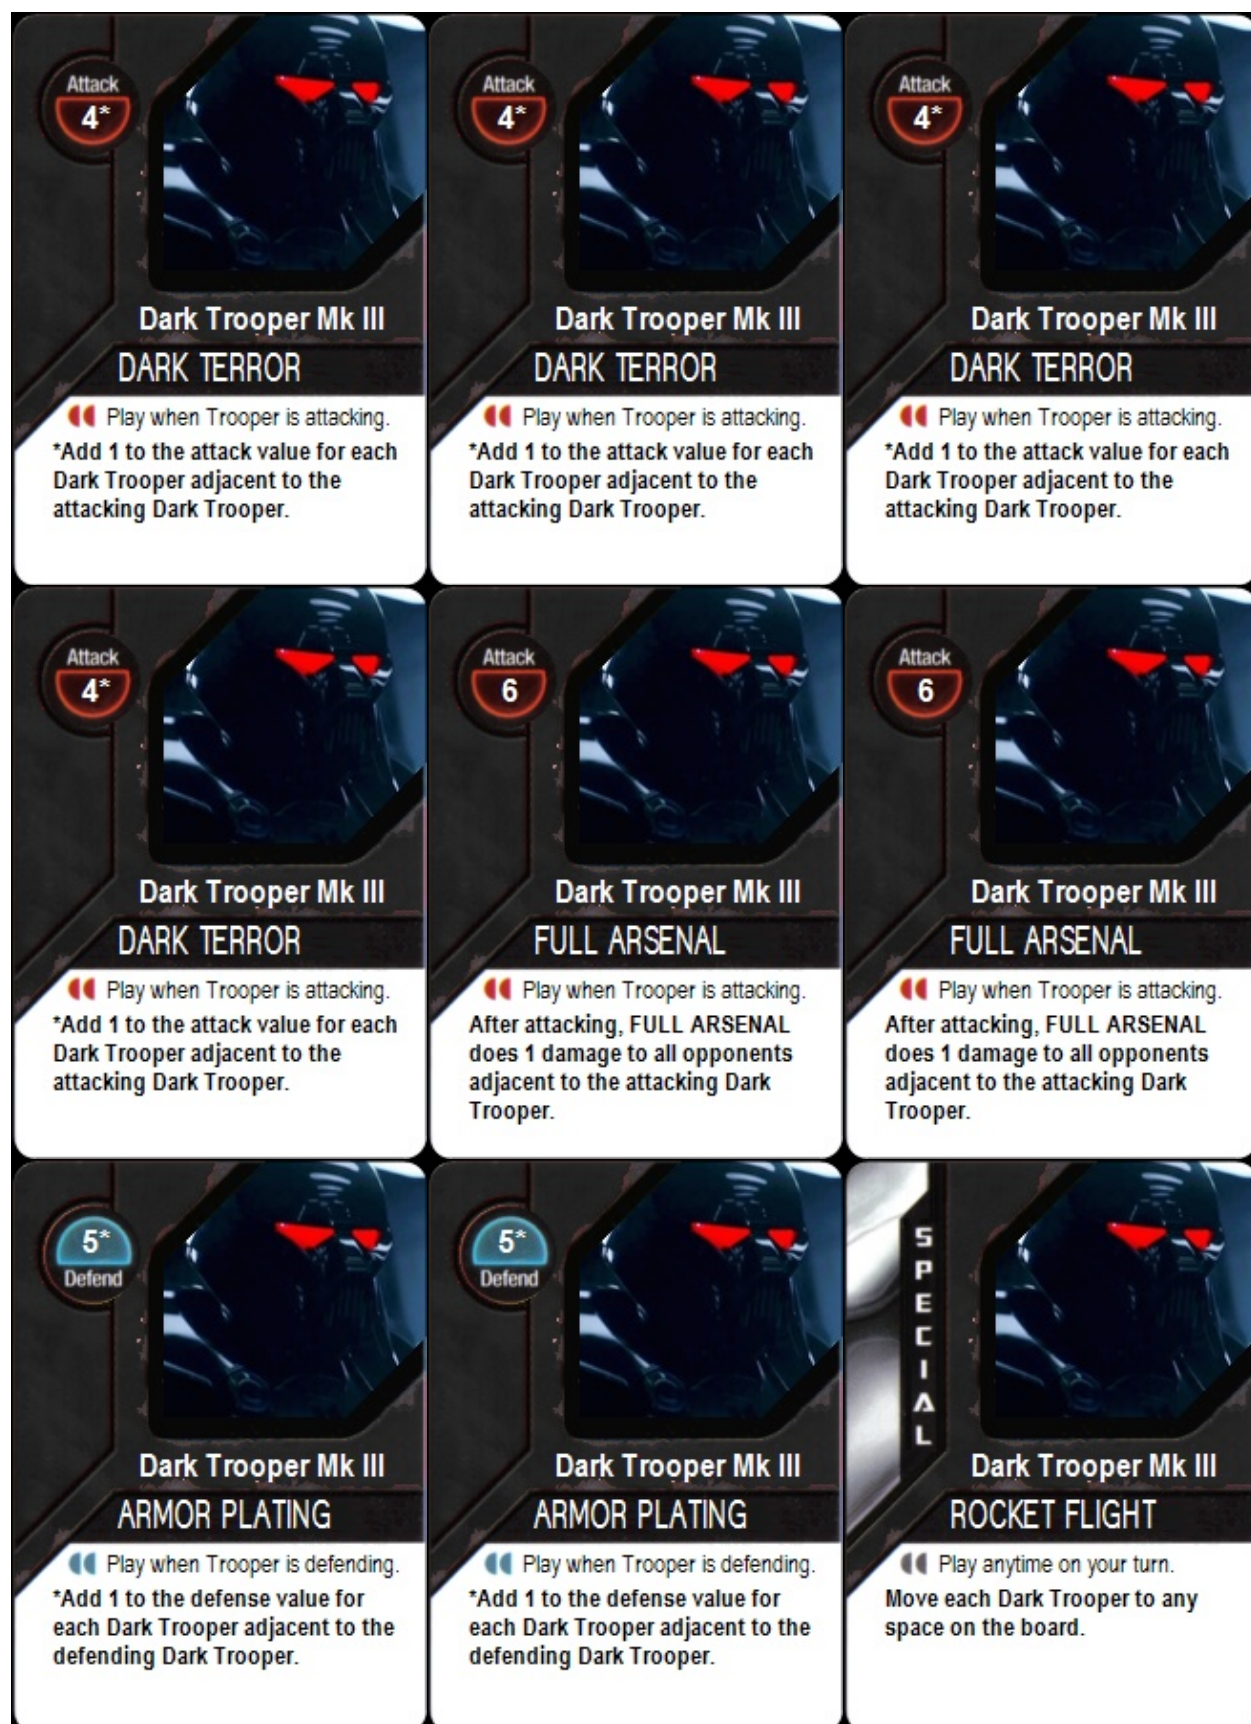 Attack
4*
Dark Trooper Mk III
DARK TERROR
Play when Trooper is attacking.
*Add 1 to the attack value for each
Dark Trooper adjacent to the
attacking Dark Trooper.
Attack
4*
Dark Trooper Mk III
DARK TERROR
Play when Trooper is attacking.
*Add 1 to the attack value for each
Dark Trooper adjacent to the
attacking Dark Trooper.
Attack
4*
Dark Trooper Mk III
DARK TERROR
Play when Trooper is attacking.
*Add 1 to the attack value for each
Dark Trooper adjacent to the
attacking Dark Trooper.
Attack
4*
Dark Trooper Mk III
DARK TERROR
Play when Trooper is attacking.
*Add 1 to the attack value for each
Dark Trooper adjacent to the
attacking Dark Trooper.
Attack
6
Dark Trooper Mk III
FULL ARSENAL
Play when Trooper is attacking.
After attacking, FULL ARSENAL
does 1 damage to all opponents
adjacent to the attacking Dark
Trooper.
Attack
6
Dark Trooper Mk III
FULL ARSENAL
Play when Trooper is attacking.
After attacking, FULL ARSENAL
does 1 damage to all opponents
adjacent to the attacking Dark
Trooper.
5*
Defend
Dark Trooper Mk III
ARMOR PLATING
Play when Trooper is defending.
*Add 1 to the defense value for
each Dark Trooper adjacent to the
defending Dark Trooper.
5*
Defend
Dark Trooper Mk III
ARMOR PLATING
Play when Trooper is defending.
*Add 1 to the defense value for
each Dark Trooper adjacent to the
defending Dark Trooper.
SPECIAL
Dark Trooper Mk III
ROCKET FLIGHT
Play anytime on your turn.
Move each Dark Trooper to any
space on the board.